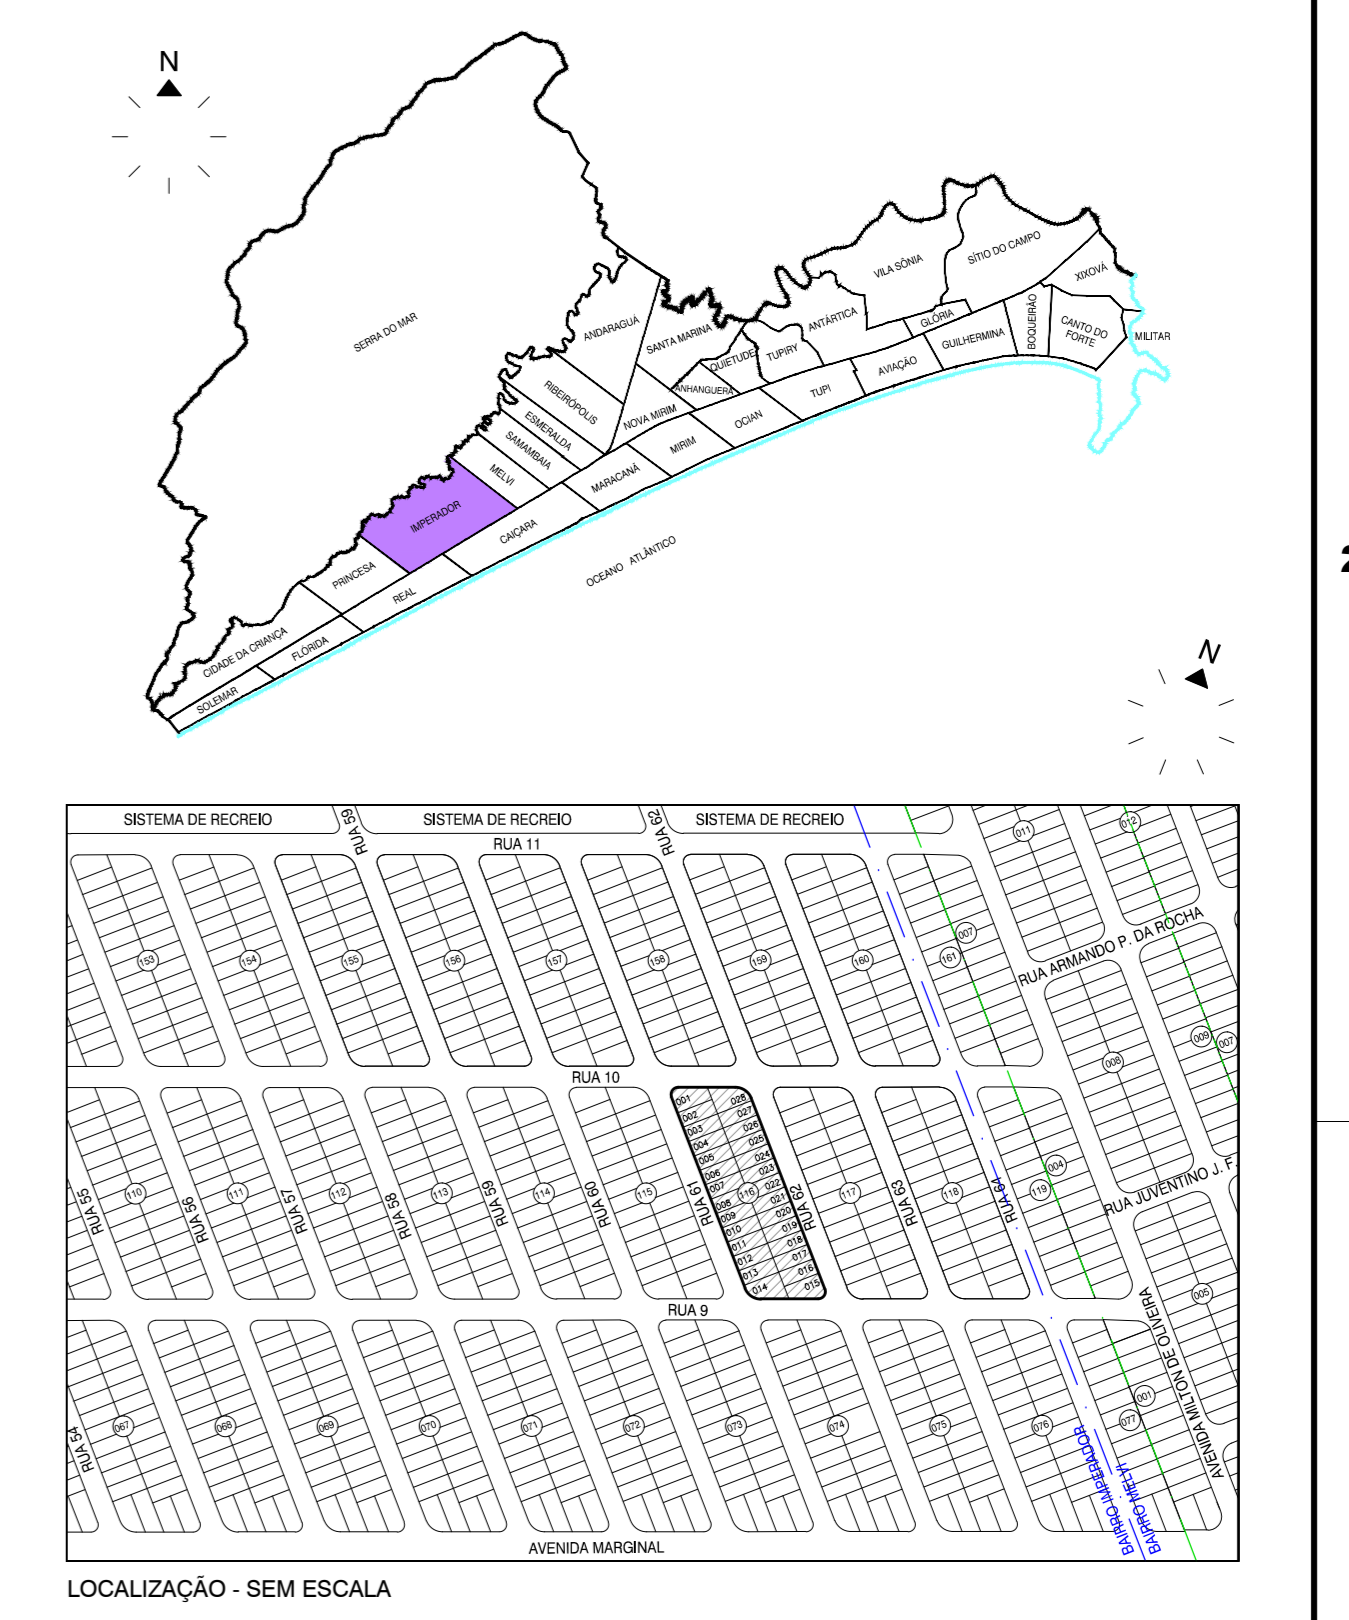 N
SERRA DO MAR
ANDARAGUÁ
SANTA MARINA
ANTÁRTICA
VILA SÔNIA
SÍTIO DO CAMPO
XIXOVÁ
GLÓRIA
GUILHERMINA
BOQUEIRÃO
CANTO DO
FORTE
MILITAR
QUIETUDE
TUPIRY
AVIAÇÃO
ANHANGUERA
TUPI
RIBEIRÓPOLIS
NOVA MIRIM
OCIAN
ESMERALDA
MIRIM
SAMAMBAIA
MARACANÃ
MELVI
IMPERADOR
CAIÇARA
OCEANO ATLÂNTICO
PRINCESA
REAL
CIDADE DA CRIANÇA
FLÓRIDA
SOLEMAR
N
2
SISTEMA DE RECREIO
RUA 59
SISTEMA DE RECREIO
RUA 62
SISTEMA DE RECREIO
RUA 11
011
012
153
154
155
156
157
158
159
160
161
007
RUA ARMANDO P. DA ROCHA
008
009
007
RUA 10
001
002
003
004
005
006
007
008
009
010
011
012
013
014
028
027
026
025
024
023
022
021
020
019
018
017
016
015
RUA 55
110
RUA 56
111
RUA 57
112
RUA 58
113
RUA 59
114
RUA 60
115
RUA 61
116
RUA 62
117
RUA 63
118
RUA 64
119
004
RUA JUVENTINO J. F.
005
RUA 9
RUA 54
067
068
069
070
071
072
073
074
075
076
077
001
AVENIDA MILTON DE OLIVEIRA
BAIRRO IMPERADOR
BAIRRO MELVI
AVENIDA MARGINAL
LOCALIZAÇÃO - SEM ESCALA